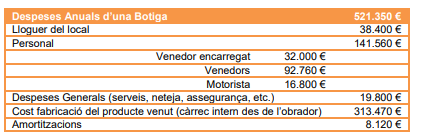 Despeses Anuals d'una Botiga 521.350 €
Lloguer del local 38.400 €
Personal 141.560 €
Venedor encarregat 32.000 €
Venedors 92.760 €
Motorista 16.800 €
Despeses Generals (serveis, neteja, assegurança, etc.) 19.800 €
Cost fabricació del producte venut (càrrec intern des de l'obrador) 313.470 €
Amortitzacions 8.120 €